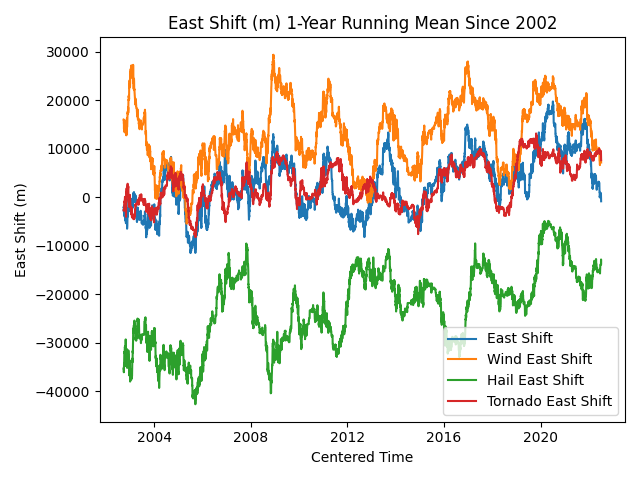 East Shift (m) 1-Year Running Mean Since 2002
30000
20000
10000
0
−10000
−20000
−30000
−40000
East Shift (m)
2004
2008
2012
2016
2020
Centered Time
East Shift
Wind East Shift
Hail East Shift
Tornado East Shift